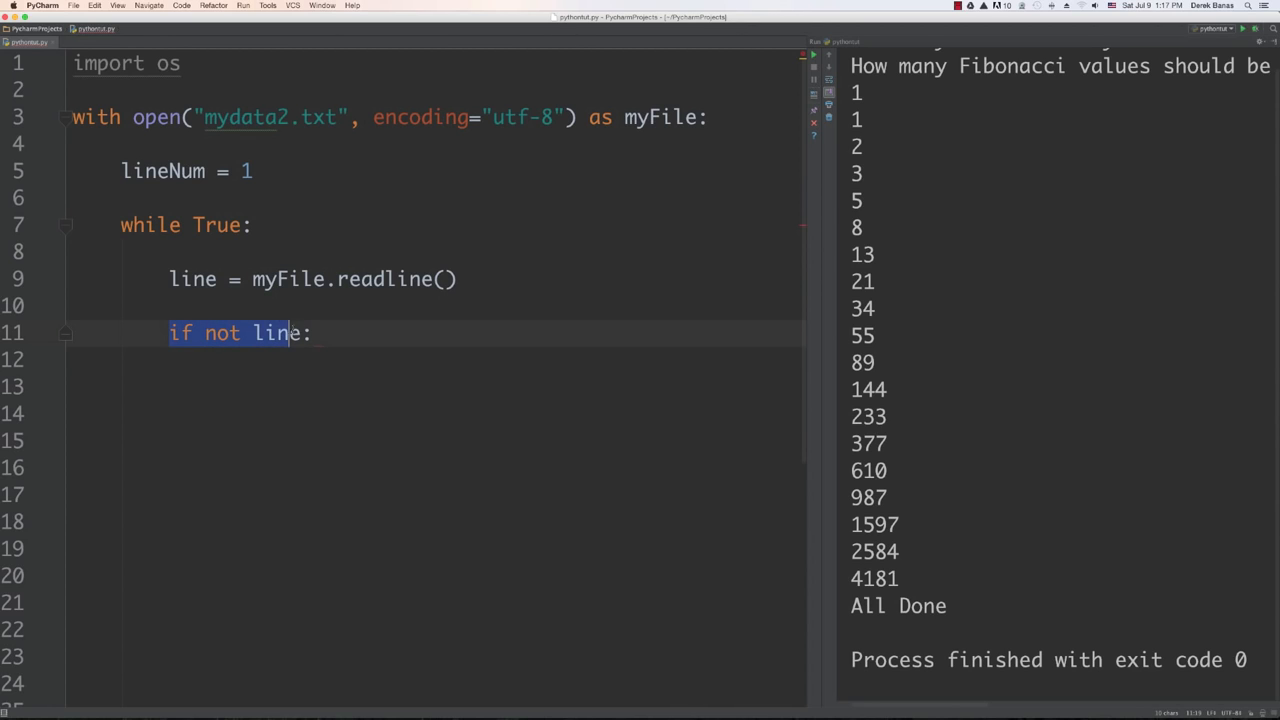 PyCharm File Edit View Navigate Code Refactor Run Tools VCS Window Help
10 Sat Jul 9 1:17 PM Derek Banas
pythontut.py - PycharmProjects - [~/PycharmProjects]
PycharmProjects pythontut.py pythontut
pythontut.py
Run pythontut
1 import os
2
3 with open("mydata2.txt", encoding="utf-8") as myFile:
4
5 lineNum = 1
6
7 while True:
8
9 line = myFile.readline()
10
11 if not line:
12
13
14
15
16
17
18
19
20
21
22
23
24
How many Fibonacci values should be
1
1
2
3
5
8
13
21
34
55
89
144
233
377
610
987
1597
2584
4181
All Done
Process finished with exit code 0